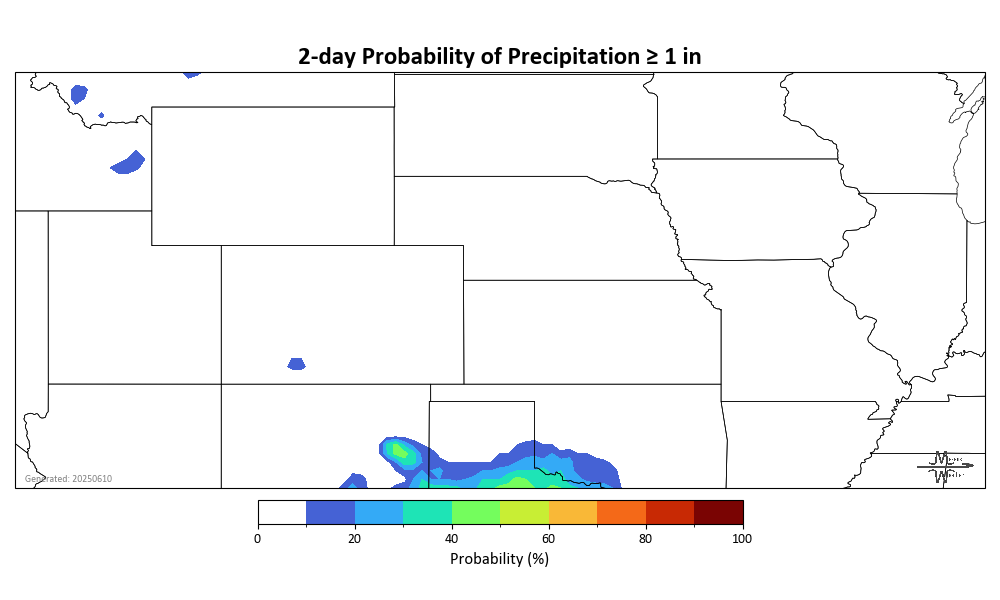 2-day Probability of Precipitation ≥ 1 in
Generated: 20250610
0 20 40 60 80 100
Probability (%)